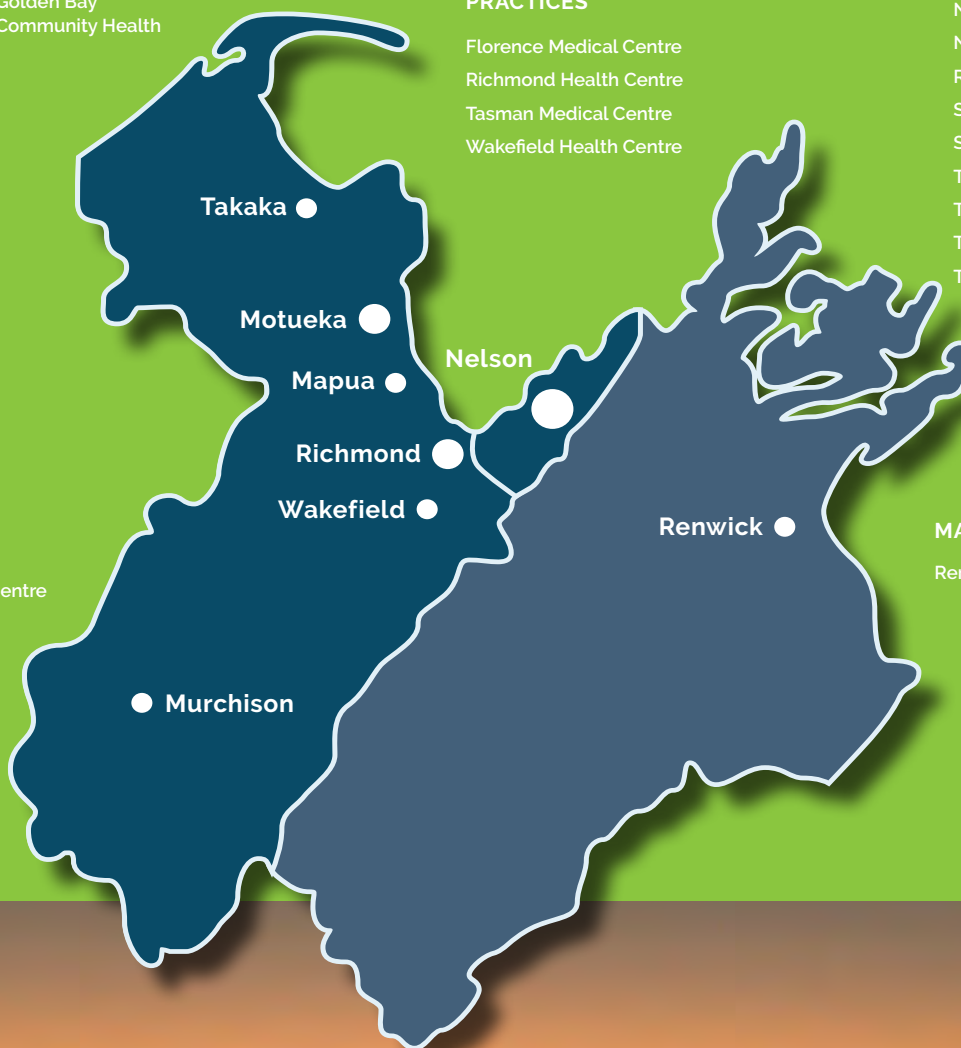 Golden Bay
Community Health
PRACTICES
Florence Medical Centre
Richmond Health Centre
Tasman Medical Centre
Wakefield Health Centre
Takaka
Motueka
Nelson
Mapua
Richmond
Wakefield
Renwick
entre
Murchison